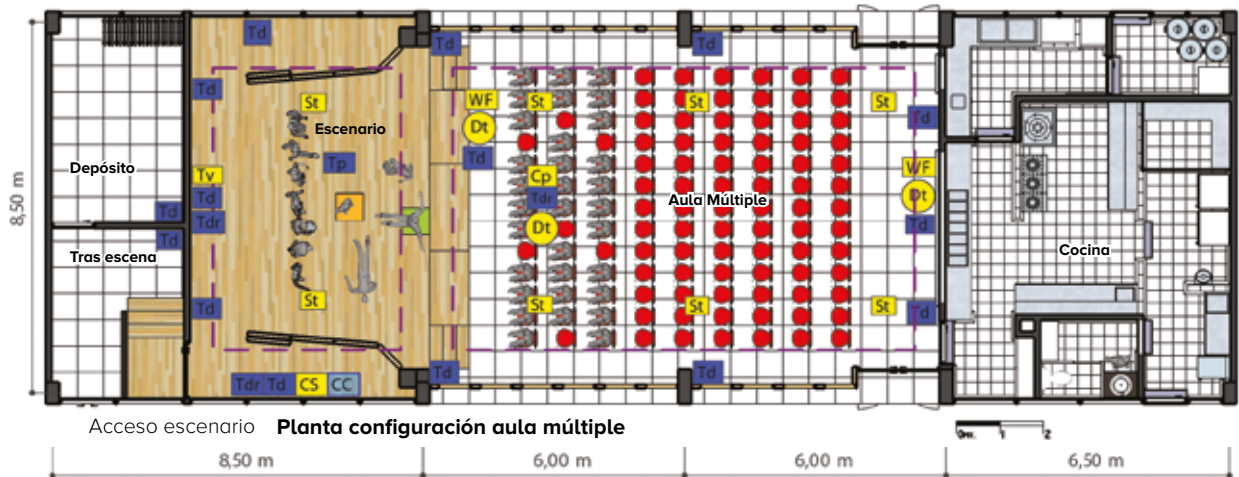 Td
Td
Td
Td
St
WF
St
St
St
Td
Escenario
Dt
Td
Tp
Td
Depósito
Tv
Cp
WF
Td
Tdr
Aula Múltiple
Dt
Td
Tdr
Dt
Td
8,50 m
Td
Tras escena
Cocina
St
St
St
St
Td
Td
Td
Td
Tdr Td CS CC
Acceso escenario Planta configuración aula múltiple
1 2
8,50 m 6,00 m 6,00 m 6,50 m